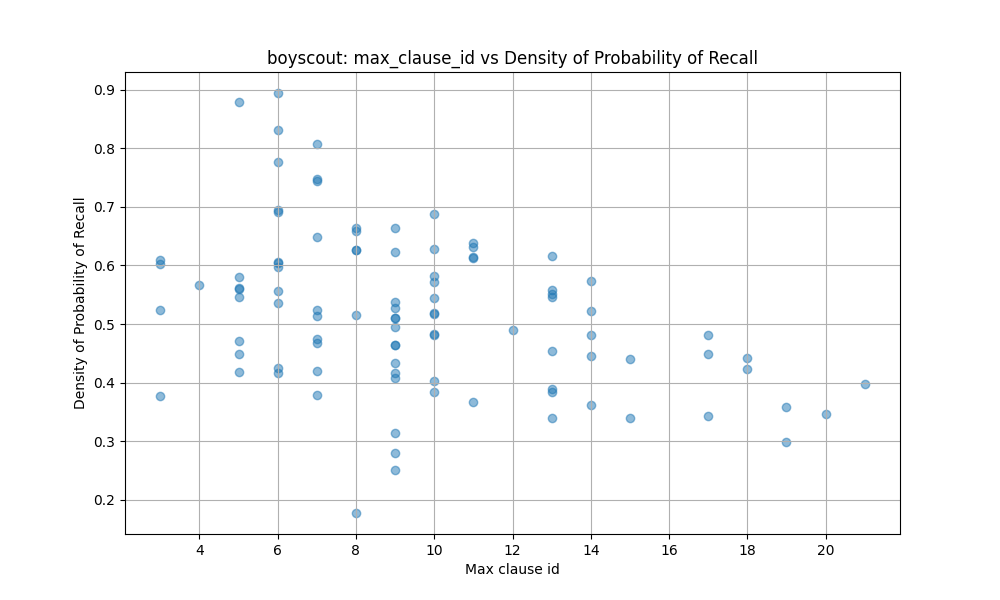 boyscout: max_clause_id vs Density of Probability of Recall
Density of Probability of Recall
0.9
0.8
0.7
0.6
0.5
0.4
0.3
0.2
4 6 8 10 12 14 16 18 20
Max clause id